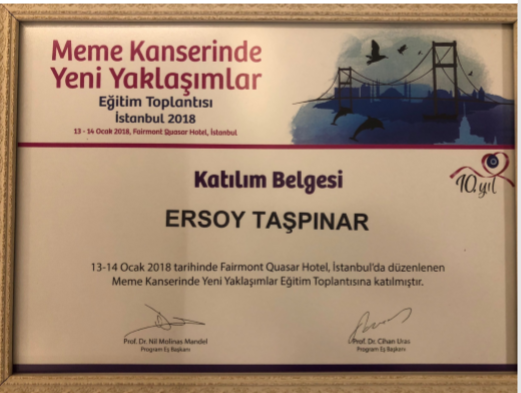 Meme Kanserinde
Yeni Yaklaşımlar
Eğitim Toplantısı
İstanbul 2018
13 - 14 Ocak 2018, Fairmont Quasar Hotel, İstanbul
10.yıl
Katılım Belgesi
ERSOY TAŞPINAR
13-14 Ocak 2018 tarihinde Fairmont Quasar Hotel, İstanbul'da düzenlenen
Meme Kanserinde Yeni Yaklaşımlar Eğitim Toplantısına katılmıştır.
Prof. Dr. Nil Molinas Mandel
Program Eş Başkanı
Prof. Dr. Cihan Uras
Program Eş Başkanı